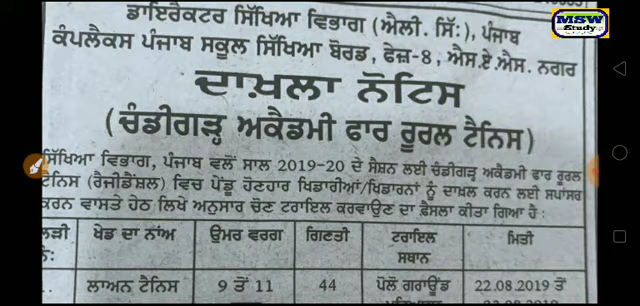 ਡਾਇਰੈਕਟਰ ਸਿੱਖਿਆ ਵਿਭਾਗ (ਐਲੀ. ਸਿੱ:), ਪੰਜਾਬ
MSW
Study
ਕੰਪਲੈਕਸ ਪੰਜਾਬ ਸਕੂਲ ਸਿੱਖਿਆ ਬੋਰਡ, ਫੇਜ਼-8, ਐਸ.ਏ.ਐਸ. ਨਗਰ
ਦਾਖ਼ਲਾ ਨੋਟਿਸ
(ਚੰਡੀਗੜ੍ਹ ਅਕੈਡਮੀ ਫਾਰ ਰੂਰਲ ਟੈਨਿਸ)
ਸਿੱਖਿਆ ਵਿਭਾਗ, ਪੰਜਾਬ ਵਲੋਂ ਸਾਲ 2019-20 ਦੇ ਸੈਸ਼ਨ ਲਈ ਚੰਡੀਗੜ੍ਹ ਅਕੈਡਮੀ ਫਾਰ ਰੂਰਲ
ਟੈਨਿਸ (ਰੈਜੀਡੈਂਸ਼ਲ) ਵਿਚ ਪੇਂਡੂ ਹੋਣਹਾਰ ਖਿਡਾਰੀਆਂ/ਖਿਡਾਰਨਾਂ ਨੂੰ ਦਾਖ਼ਲ ਕਰਨ ਲਈ ਸਪਾਂਸਰ
ਕਰਨ ਵਾਸਤੇ ਹੇਠ ਲਿਖੇ ਅਨੁਸਾਰ ਚੋਣ ਟਰਾਇਲ ਕਰਵਾਉਣ ਦਾ ਫ਼ੈਸਲਾ ਕੀਤਾ ਗਿਆ ਹੈ :
ਲੜੀ ਨੰ: ਖੇਡ ਦਾ ਨਾਂਅ ਉਮਰ ਵਰਗ ਗਿਣਤੀ ਟਰਾਇਲ ਸਥਾਨ ਮਿਤੀ
ਲਾਅਨ ਟੈਨਿਸ 9 ਤੋਂ 11 44 ਪੋਲੋ ਗਰਾਊਂਡ 22.08.2019 ਤੋਂ